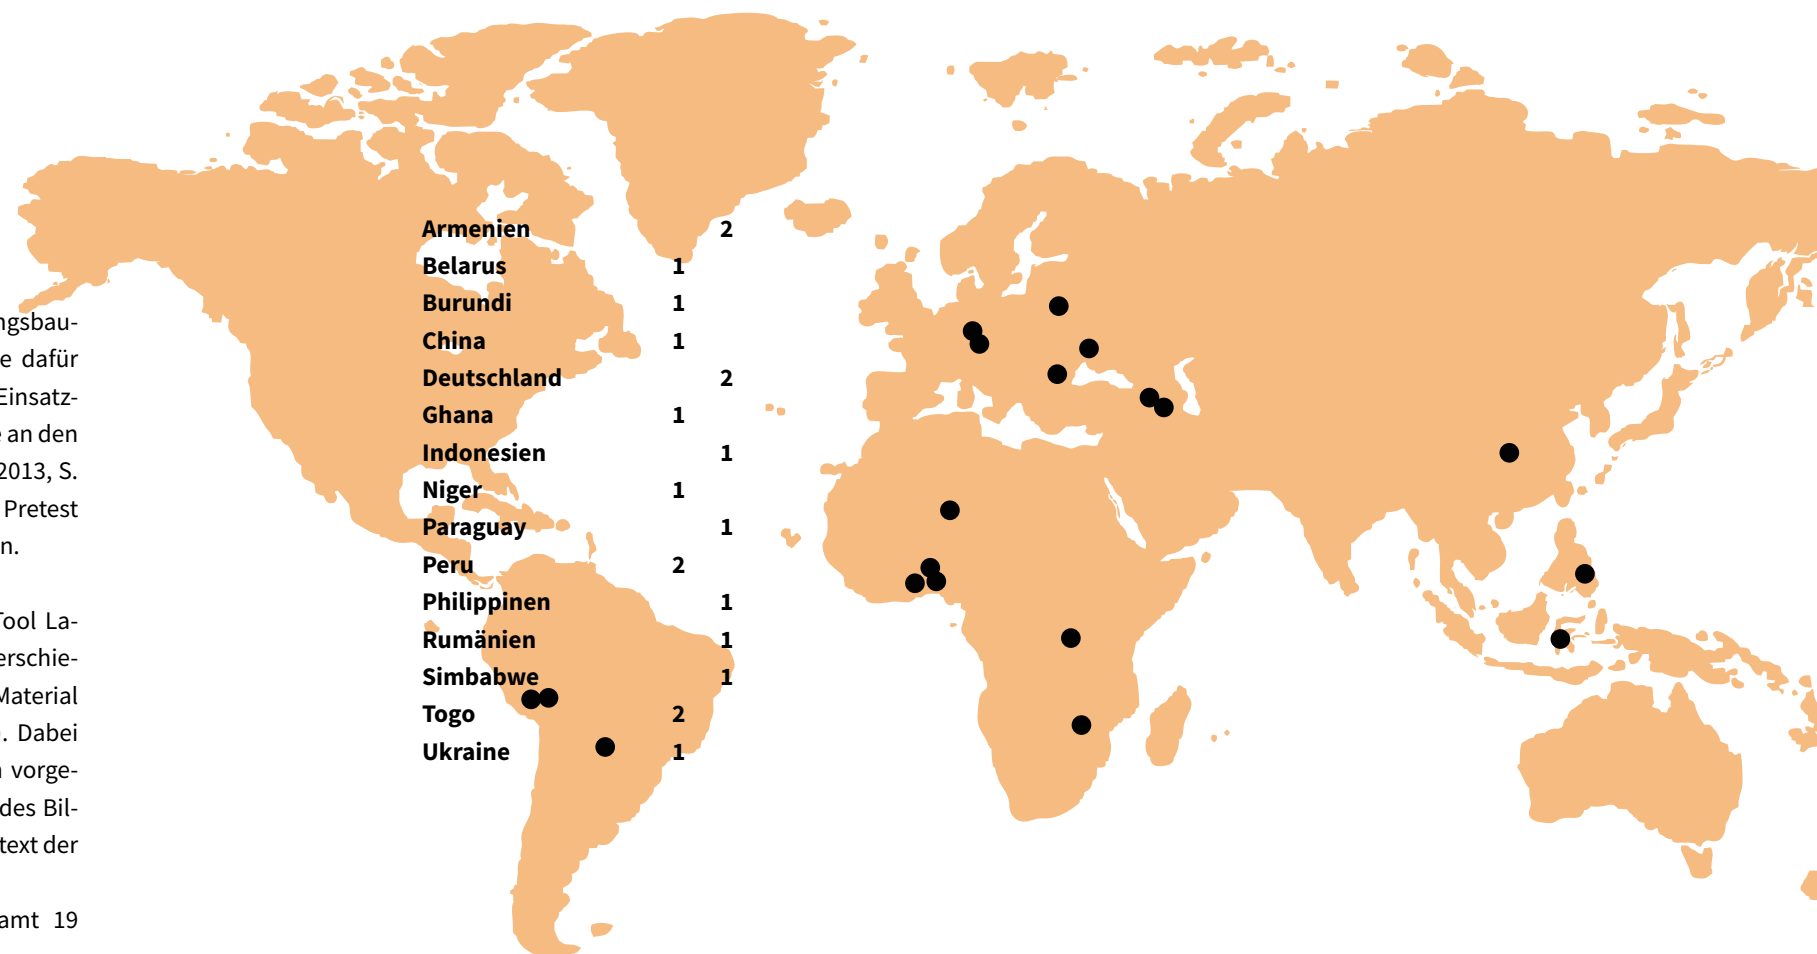 ngsbau-
e dafür
Einsatz-
e an den
2013, S.
Pretest
n.
Tool La-
erschie-
Material
. Dabei
vorge-
des Bil-
text der
amt 19
Armenien 2
Belarus 1
Burundi 1
China 1
Deutschland 2
Ghana 1
Indonesien 1
Niger 1
Paraguay 1
Peru 2
Philippinen 1
Rumänien 1
Simbabwe 1
Togo 2
Ukraine 1